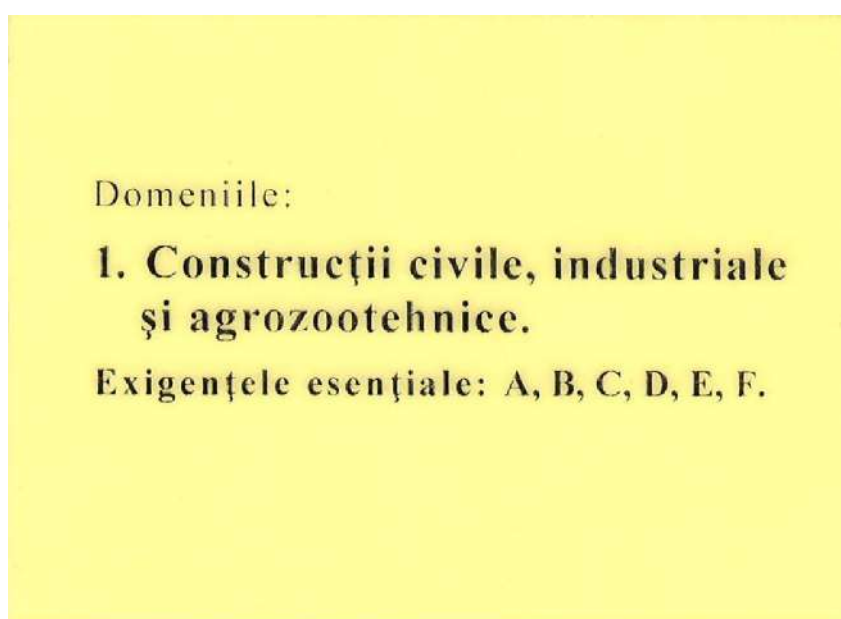 Domeniile:
1. Construcţii civile, industriale
şi agrozootehnice.
Exigenţele esenţiale: A, B, C, D, E, F.